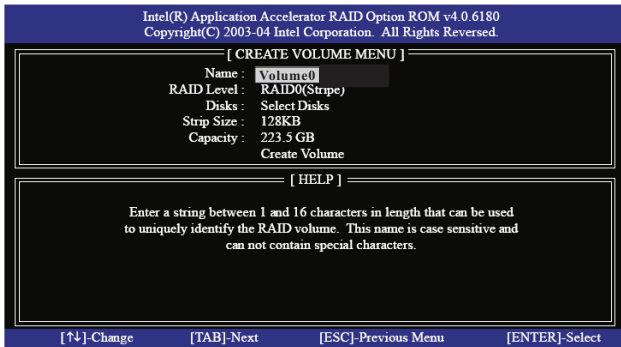 Intel(R) Application Accelerator RAID Option ROM v4.0.6180
Copyright(C) 2003-04 Intel Corporation. All Rights Reversed.
[ CREATE VOLUME MENU ]
Name : Volume0
RAID Level : RAID0(Stripe)
Disks : Select Disks
Strip Size : 128KB
Capacity : 223.5 GB
Create Volume
[ HELP ]
Enter a string between 1 and 16 characters in length that can be used
to uniquely identify the RAID volume. This name is case sensitive and
can not contain special characters.
[↑↓]-Change [TAB]-Next [ESC]-Previous Menu [ENTER]-Select